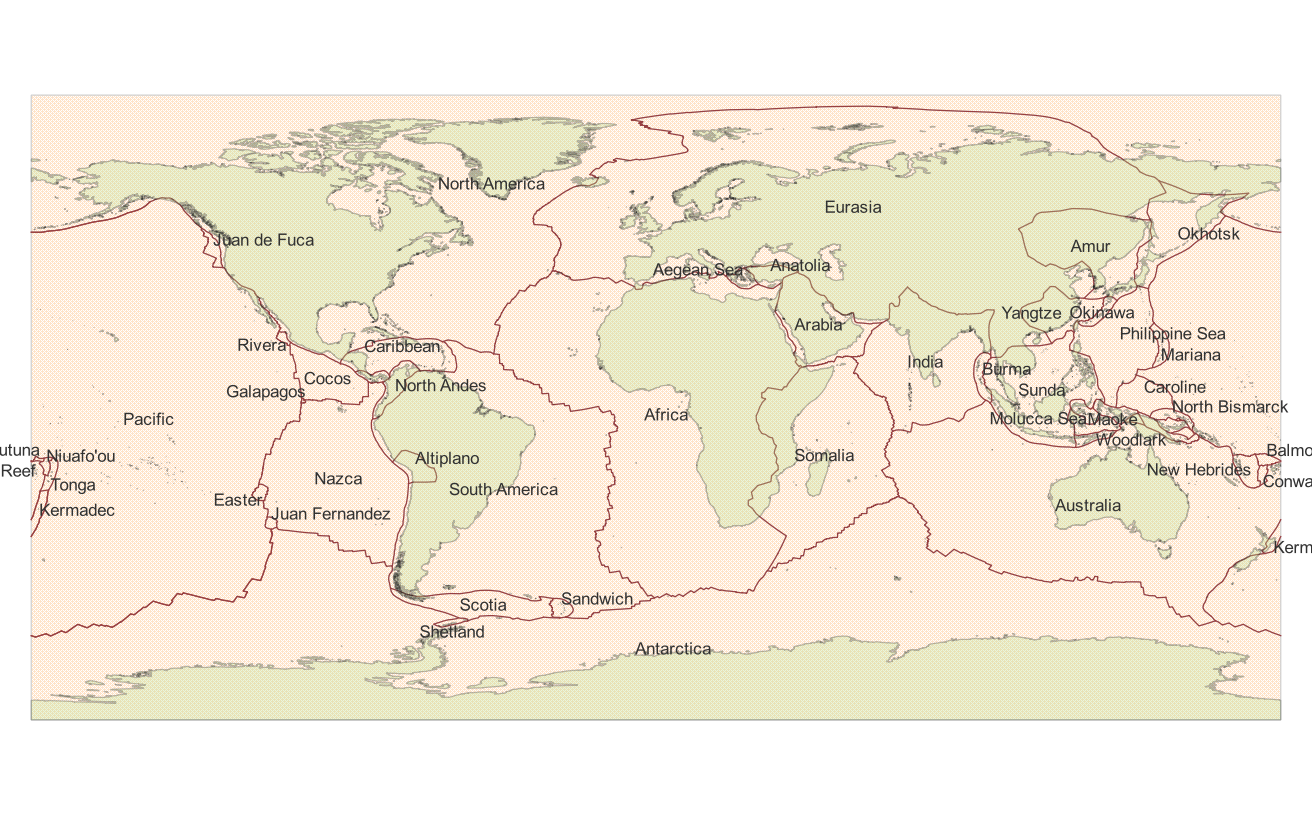 North America
Eurasia
Okhotsk
Juan de Fuca
Amur
Aegean Sea
Anatolia
Yangtze
Okinawa
Arabia
Philippine Sea
Rivera
Caribbean
Mariana
India
Burma
Cocos
North Andes
Caroline
Galapagos
Sunda
North Bismarck
Pacific
Africa
Molucca Sea
Maoke
Woodlark
utuna
Niuafo'ou
Altiplano
Somalia
Balmo
Reef
New Hebrides
Tonga
Nazca
South America
Conwa
Easter
Kermadec
Juan Fernandez
Australia
Kerm
Scotia
Sandwich
Shetland
Antarctica